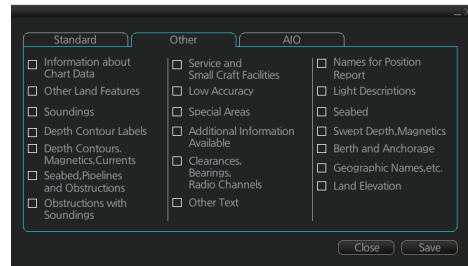 Standard
Other
AIO
Information about
Chart Data
Other Land Features
Soundings
Depth Contour Labels
Depth Contours.
Magnetics,Currents
Seabed,Pipelines
and Obstructions
Obstructions with
Soundings
Service and
Small Craft Facilities
Low Accuracy
Special Areas
Additional Information
Available
Clearances.
Bearings,
Radio Channels
Other Text
Names for Position
Report
Light Descriptions
Seabed
Swept Depth,Magnetics
Berth and Anchorage
Geographic Names,etc.
Land Elevation
Close
Save